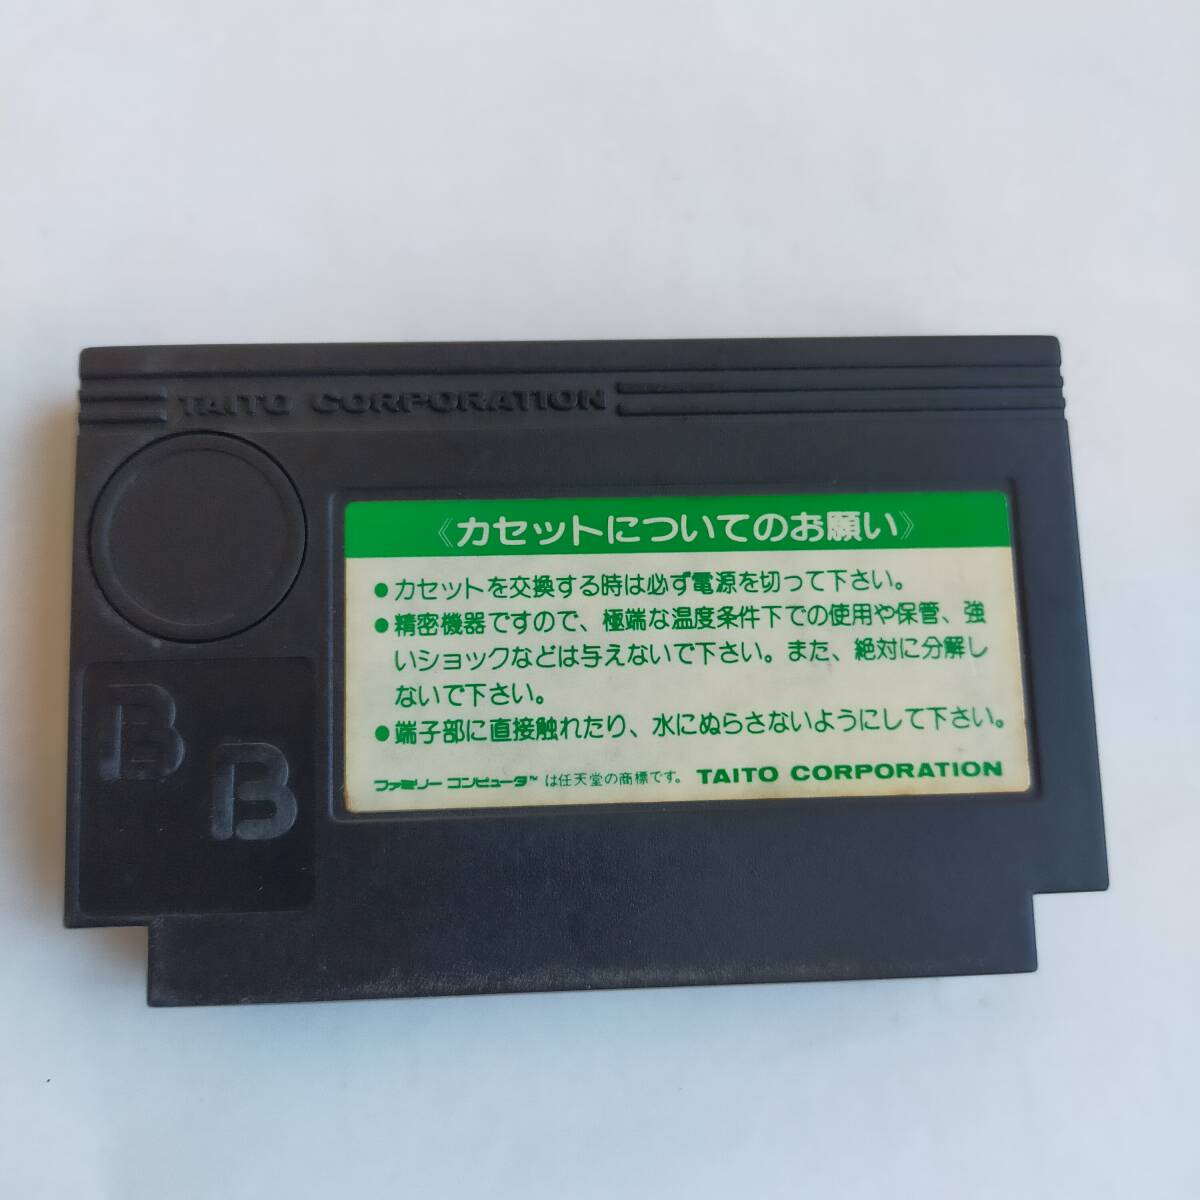 TAITO CORPORATION
《カセットについてのお願い》
●カセットを交換する時は必ず電源を切って下さい。
●精密機器ですので、極端な温度条件下での使用や保管、強
いショックなどは与えないで下さい。また、絶対に分解し
ないで下さい。
●端子部に直接触れたり、水にぬらさないようにして下さい。
ファミリー コンピュータ™ は任天堂の商標です。 TAITO CORPORATION
B
B